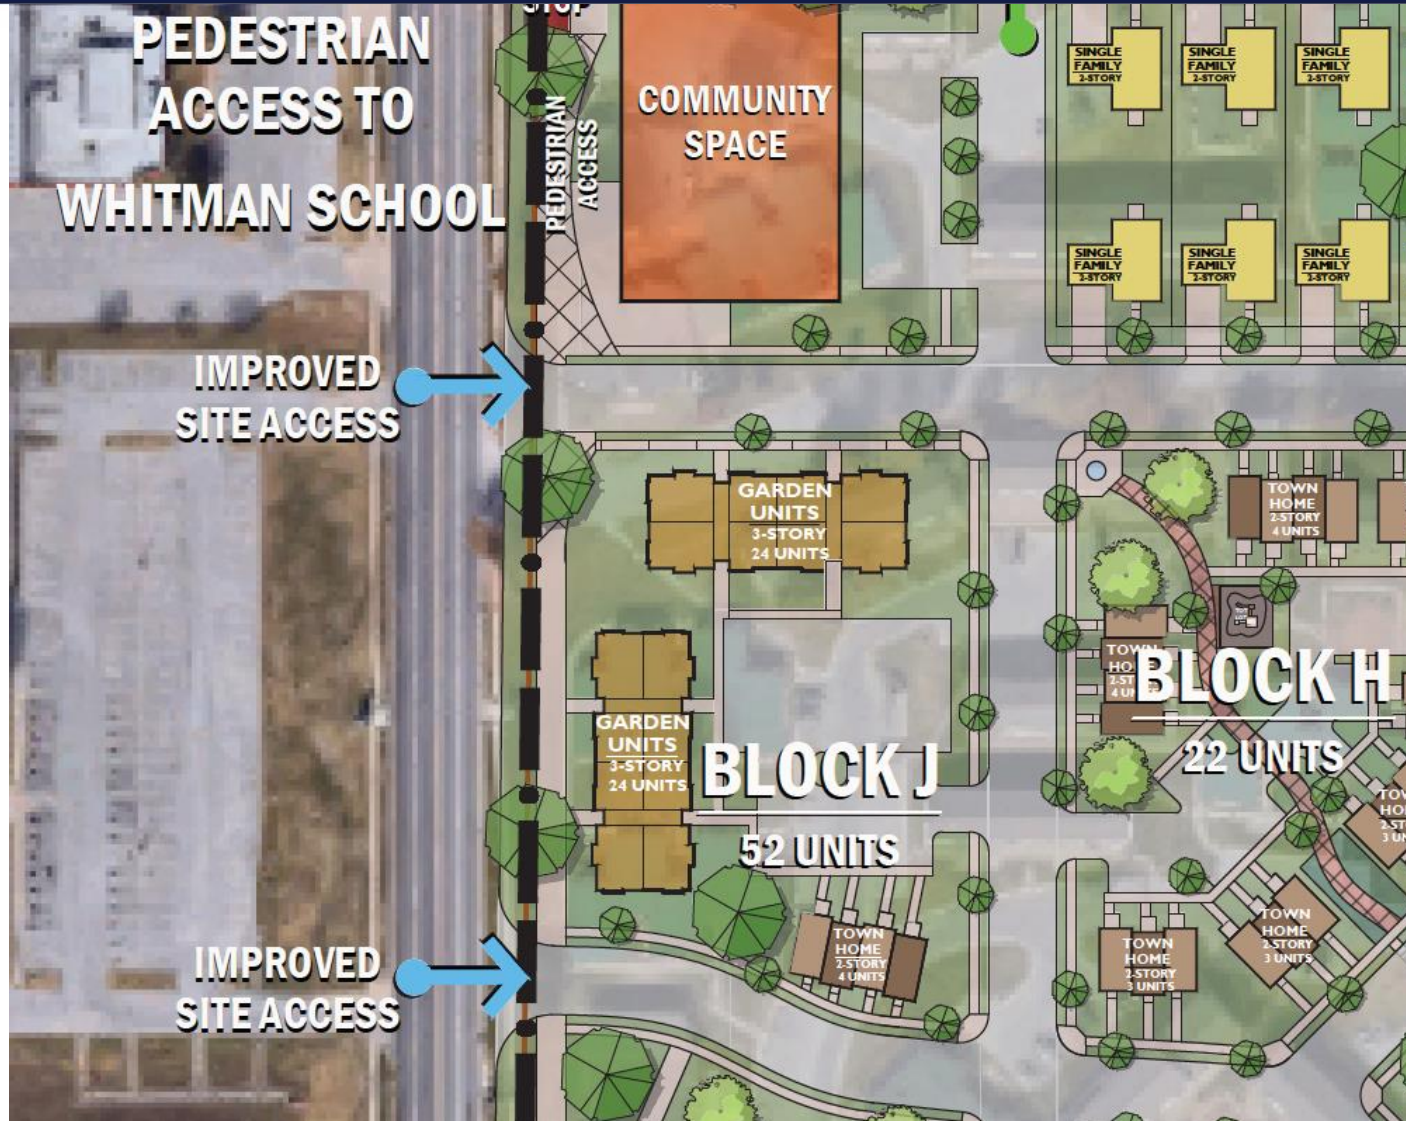 STOP
PEDESTRIAN
ACCESS TO
WHITMAN SCHOOL
PEDESTRIAN
ACCESS
COMMUNITY
SPACE
SINGLE
FAMILY
2-STORY
SINGLE
FAMILY
2-STORY
SINGLE
FAMILY
2-STORY
SINGLE
FAMILY
2-STORY
SINGLE
FAMILY
2-STORY
SINGLE
FAMILY
2-STORY
IMPROVED
SITE ACCESS
GARDEN
UNITS
3-STORY
24 UNITS
TOWN
HOME
2-STORY
4 UNITS
GARDEN
UNITS
3-STORY
24 UNITS
BLOCK J
52 UNITS
TOWN
BLOCK H
22 UNITS
TOWN
HOME
2-STORY
4 UNITS
TOWN
HOME
2-STORY
3 UNITS
TOWN
HOME
2-STORY
3 UNITS
IMPROVED
SITE ACCESS